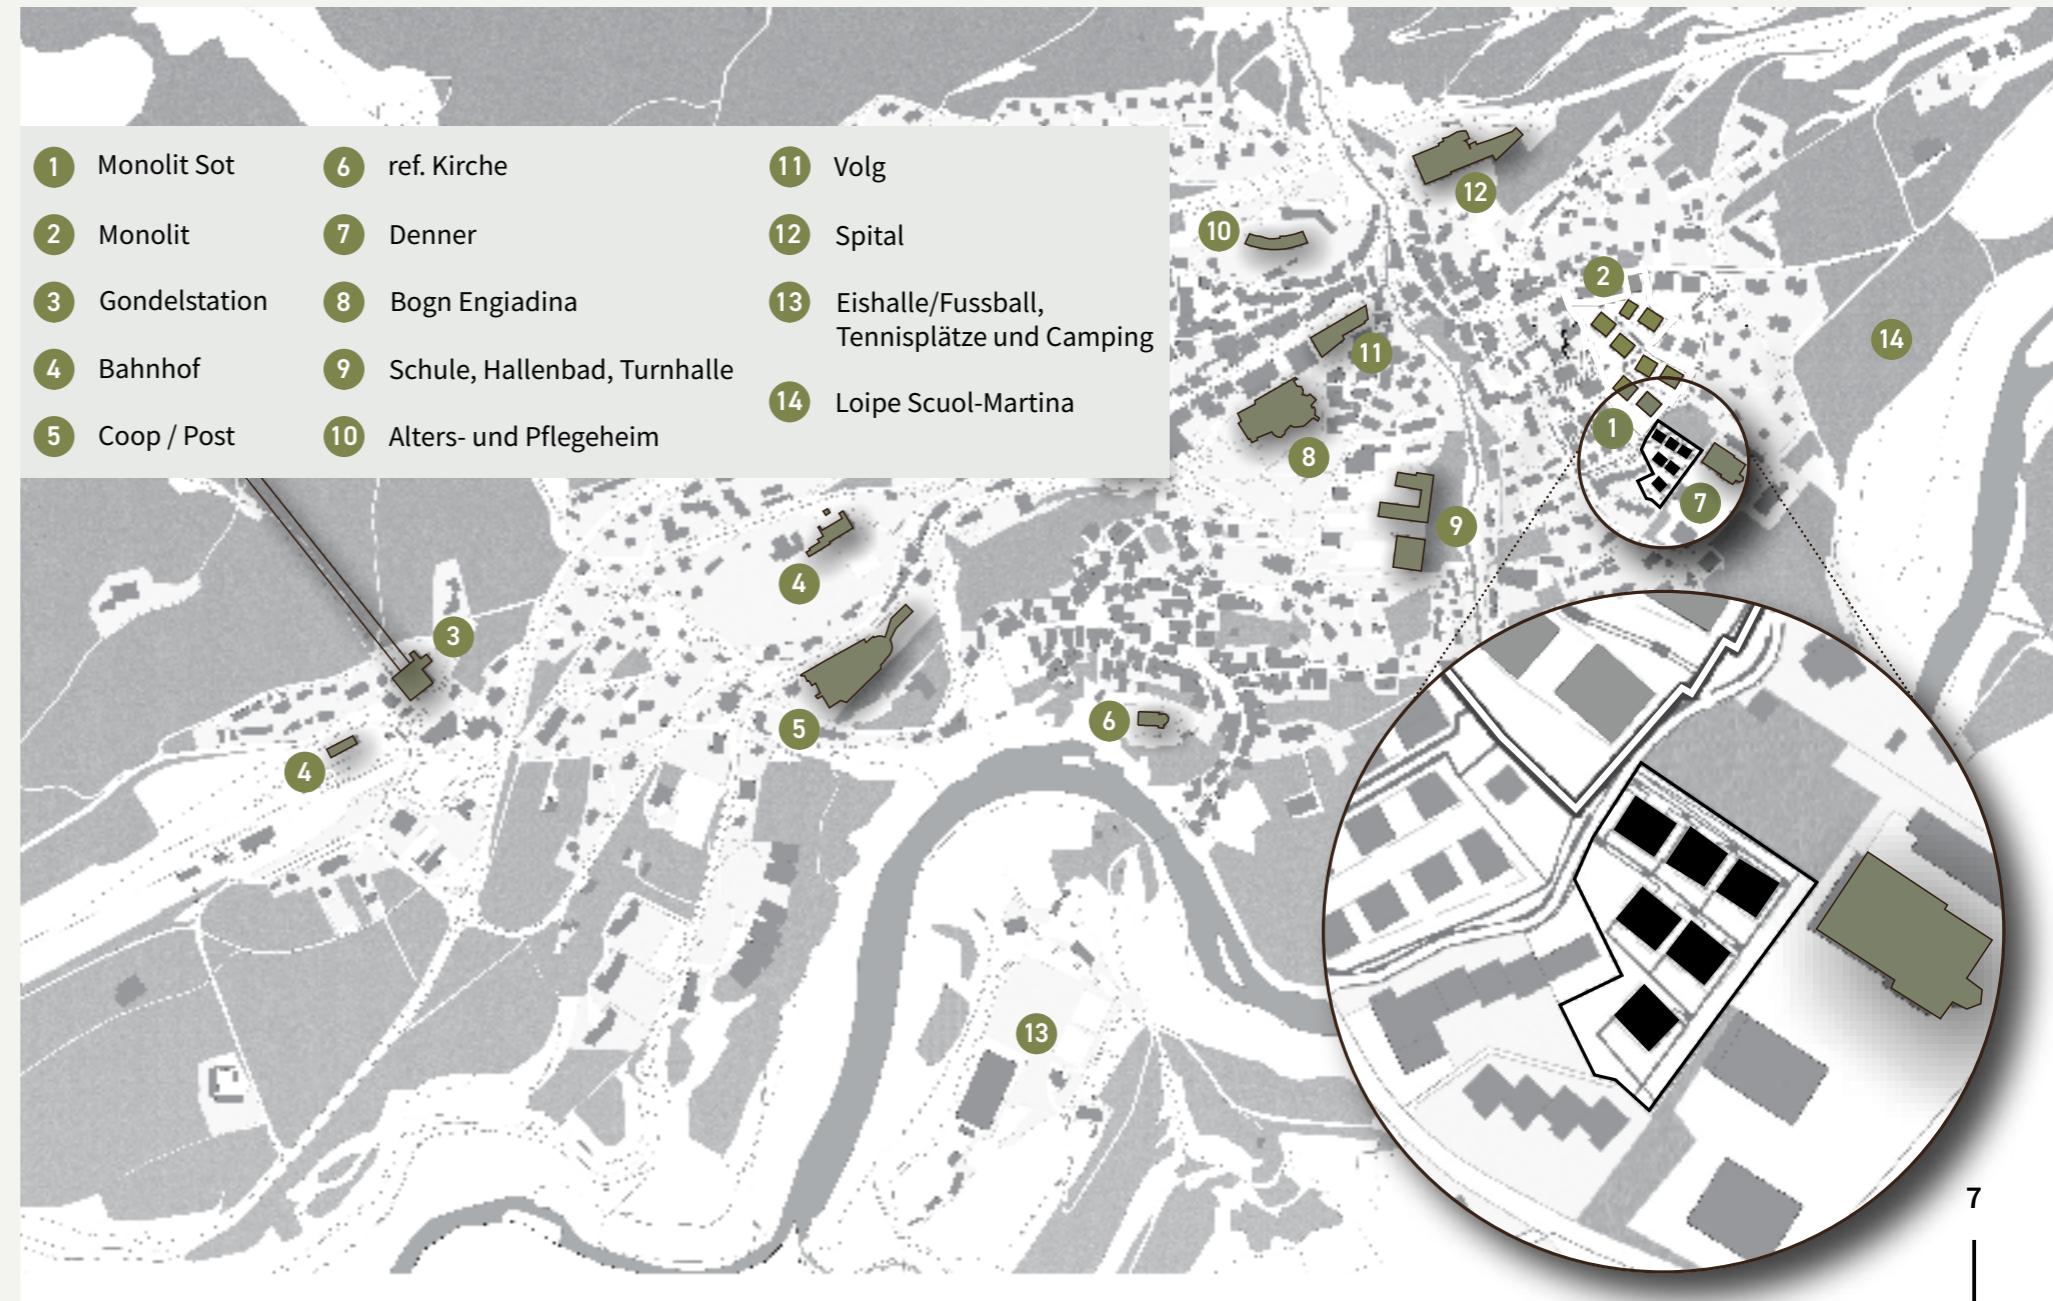 1 Monolit Sot
2 Monolit
3 Gondelstation
4 Bahnhof
5 Coop / Post
6 ref. Kirche
7 Denner
8 Bogn Engiadina
9 Schule, Hallenbad, Turnhalle
10 Alters- und Pflegeheim
11 Volg
12 Spital
13 Eishalle/Fussball,
Tennisplätze und Camping
14 Loipe Scuol-Martina
12
10
2
14
11
1
8
7
9
4
3
6
5
4
13
7